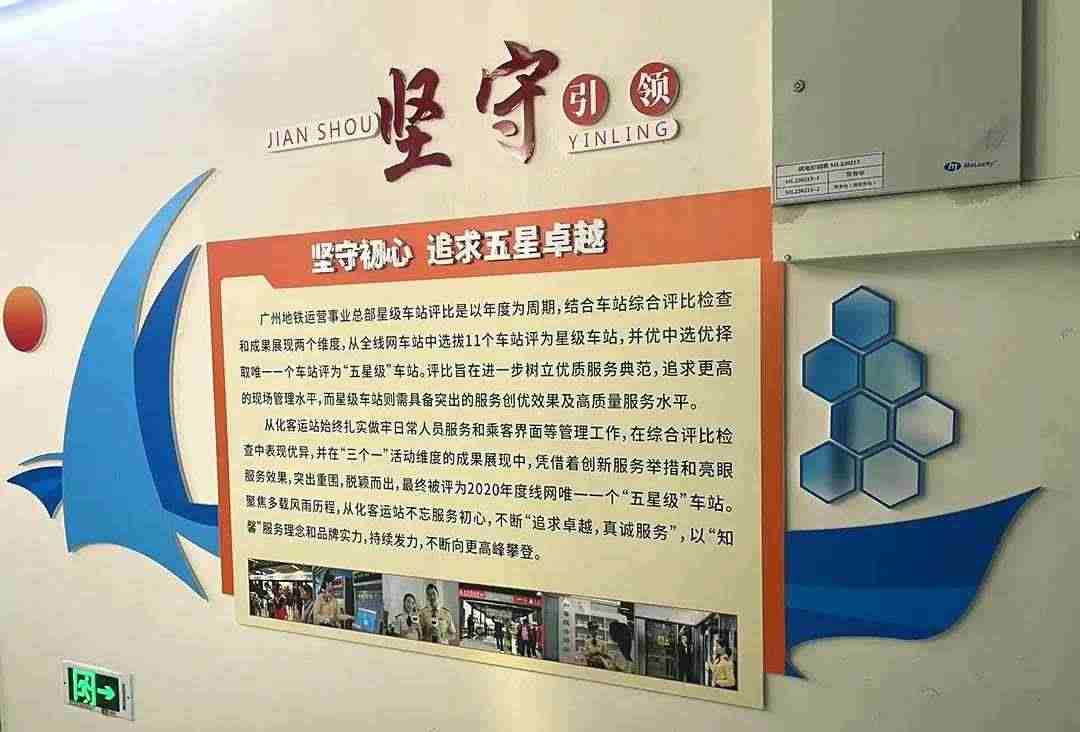 JIAN SHOU 坚守 引领
YINLING
坚守初心 追求五星卓越
广州地铁运营事业总部星级车站评比是以年度为周期，结合车站综合评比检查
和成果展现两个维度，从全线网车站中选拔11个车站评为星级车站，并优中选优择
取唯一一个车站评为“五星级”车站。评比旨在进一步树立优质服务典范，追求更高
的现场管理水平，而星级车站则需具备突出的服务创优效果及高质量服务水平。
从化客运站始终扎实做牢日常人员服务和乘客界面等管理工作，在综合评比检
查中表现优异，并在“三个一”活动维度的成果展现中，凭借着创新服务举措和亮眼
服务效果，突出重围，脱颖而出，最终被评为2020年度线网唯一一个“五星级”车站。
聚焦多载风雨历程，从化客运站不忘服务初心，不断“追求卓越，真诚服务”，以“知
馨”服务理念和品牌实力，持续发力，不断向更高峰攀登。